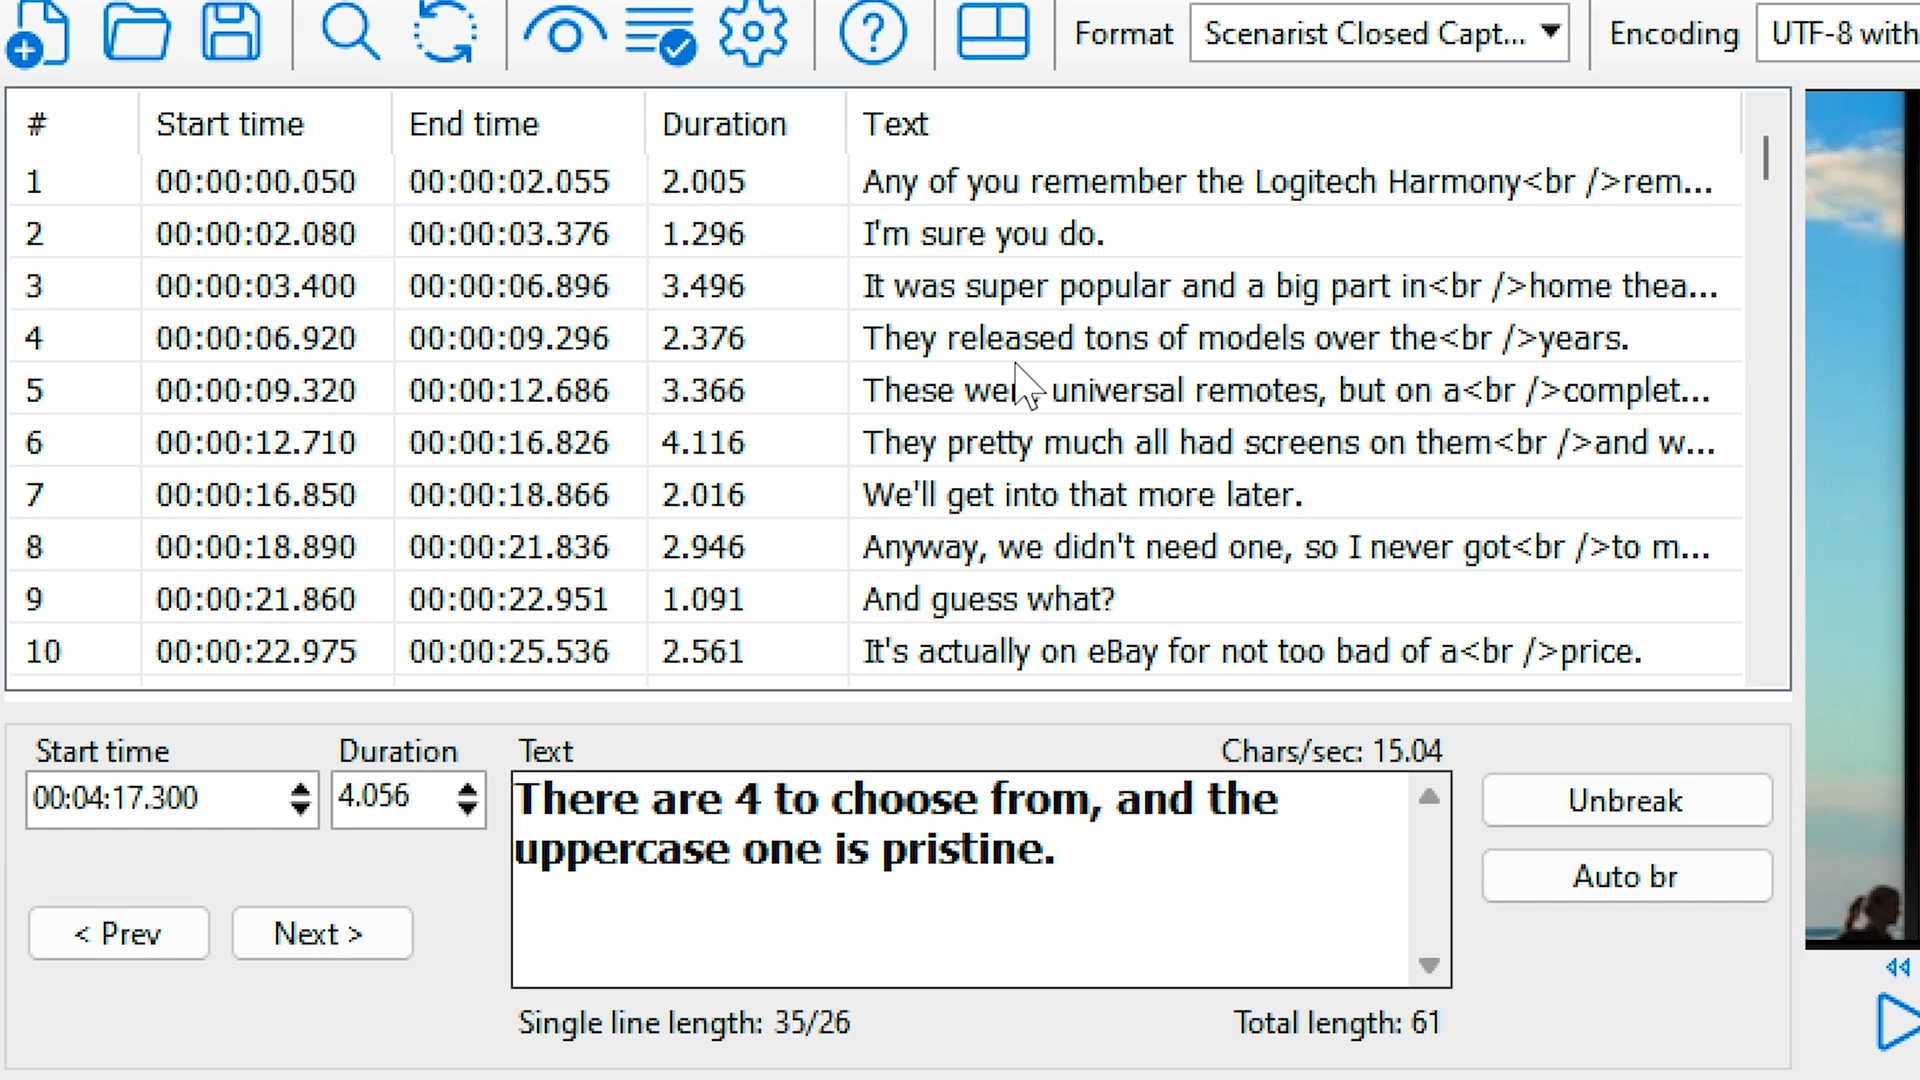 Format Scenarist Closed Capt... Encoding UTF-8 with
# Start time End time Duration Text
1 00:00:00.050 00:00:02.055 2.005 Any of you remember the Logitech Harmony<br />rem...
2 00:00:02.080 00:00:03.376 1.296 I'm sure you do.
3 00:00:03.400 00:00:06.896 3.496 It was super popular and a big part in<br />home thea...
4 00:00:06.920 00:00:09.296 2.376 They released tons of models over the<br />years.
5 00:00:09.320 00:00:12.686 3.366 These wer universal remotes, but on a<br />complet...
6 00:00:12.710 00:00:16.826 4.116 They pretty much all had screens on them<br />and w...
7 00:00:16.850 00:00:18.866 2.016 We'll get into that more later.
8 00:00:18.890 00:00:21.836 2.946 Anyway, we didn't need one, so I never got<br />to m...
9 00:00:21.860 00:00:22.951 1.091 And guess what?
10 00:00:22.975 00:00:25.536 2.561 It's actually on eBay for not too bad of a<br />price.
Start time Duration Text Chars/sec: 15.04
00:04:17.300 4.056
There are 4 to choose from, and the
uppercase one is pristine.
Unbreak
Auto br
< Prev Next >
Single line length: 35/26 Total length: 61